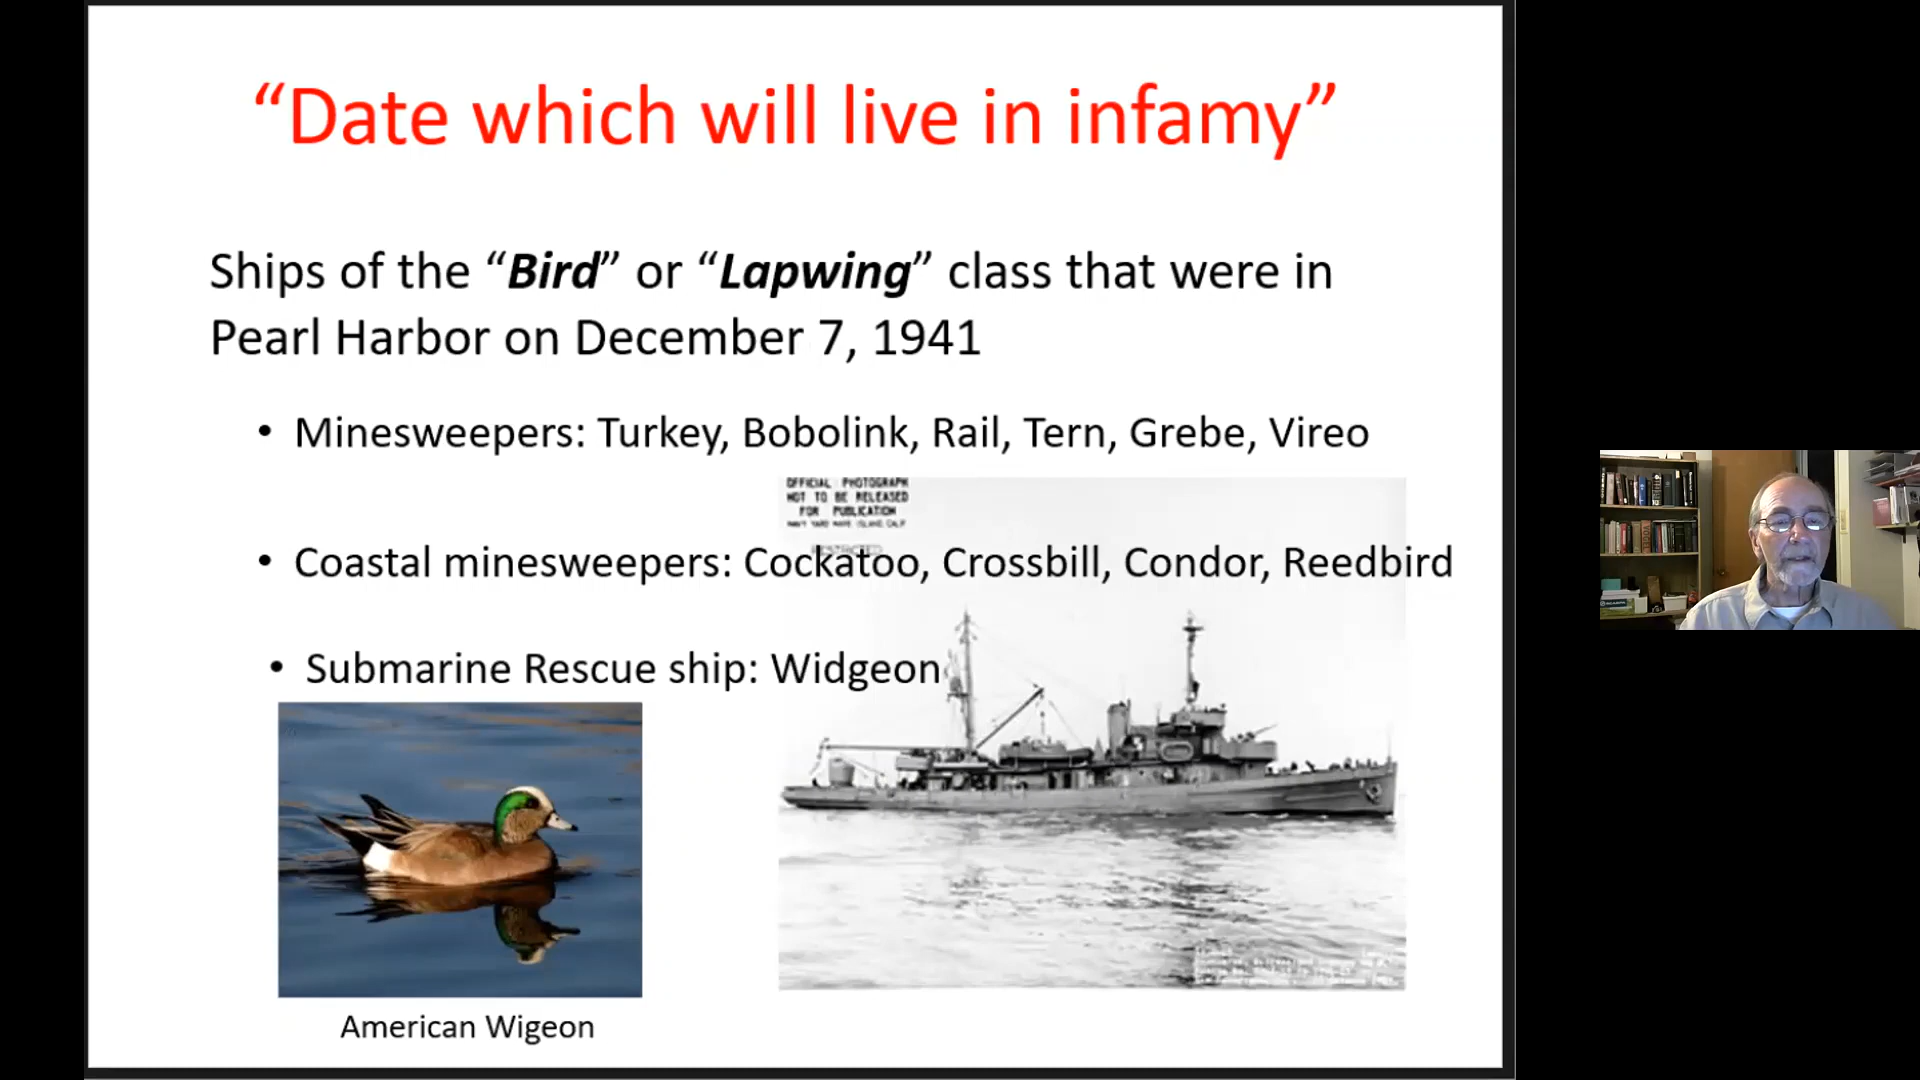 “Date which will live in infamy”
Ships of the “Bird” or “Lapwing” class that were in
Pearl Harbor on December 7, 1941
• Minesweepers: Turkey, Bobolink, Rail, Tern, Grebe, Vireo
OFFICIAL PHOTOGRAPH
NOT TO BE RELEASED
FOR PUBLICATION
NAVY YARD MARE ISLAND, CALIF
RESTRICTED
• Coastal minesweepers: Cockatoo, Crossbill, Condor, Reedbird
• Submarine Rescue ship: Widgeon
American Wigeon